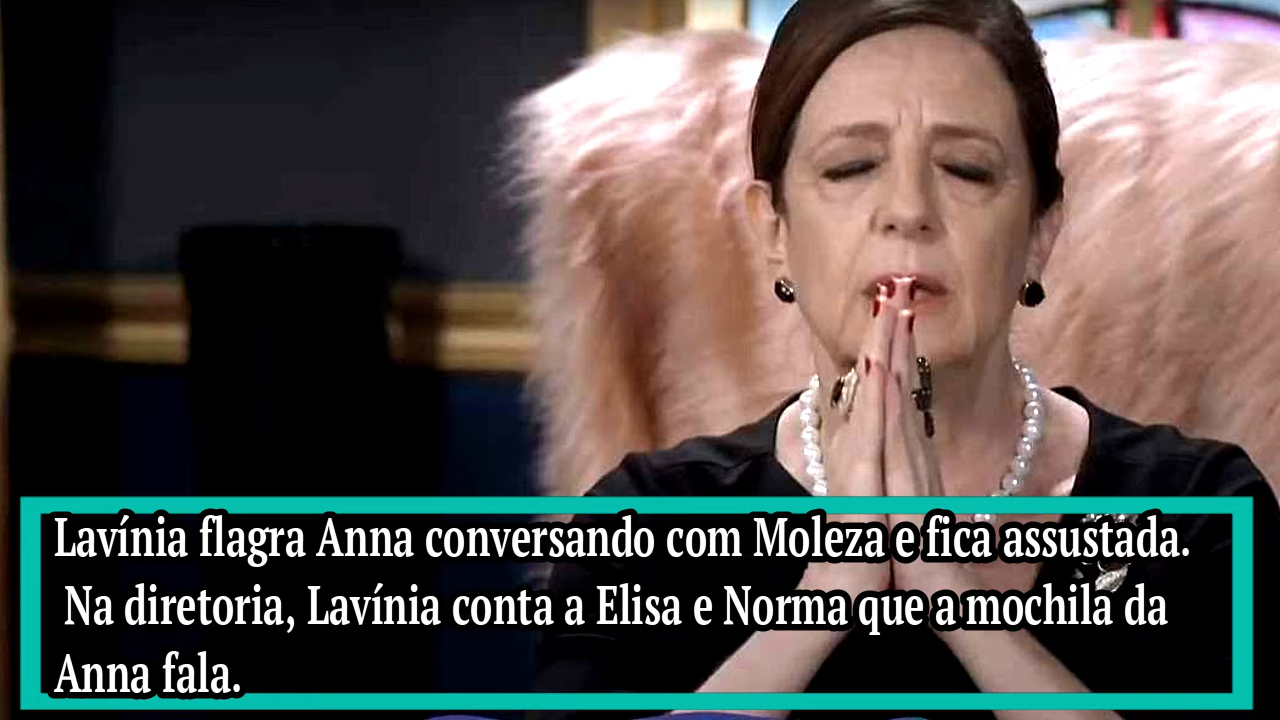 Lavínia flagra Anna conversando com Moleza e fica assustada.
Na diretoria, Lavínia conta a Elisa e Norma que a mochila da
Anna fala.